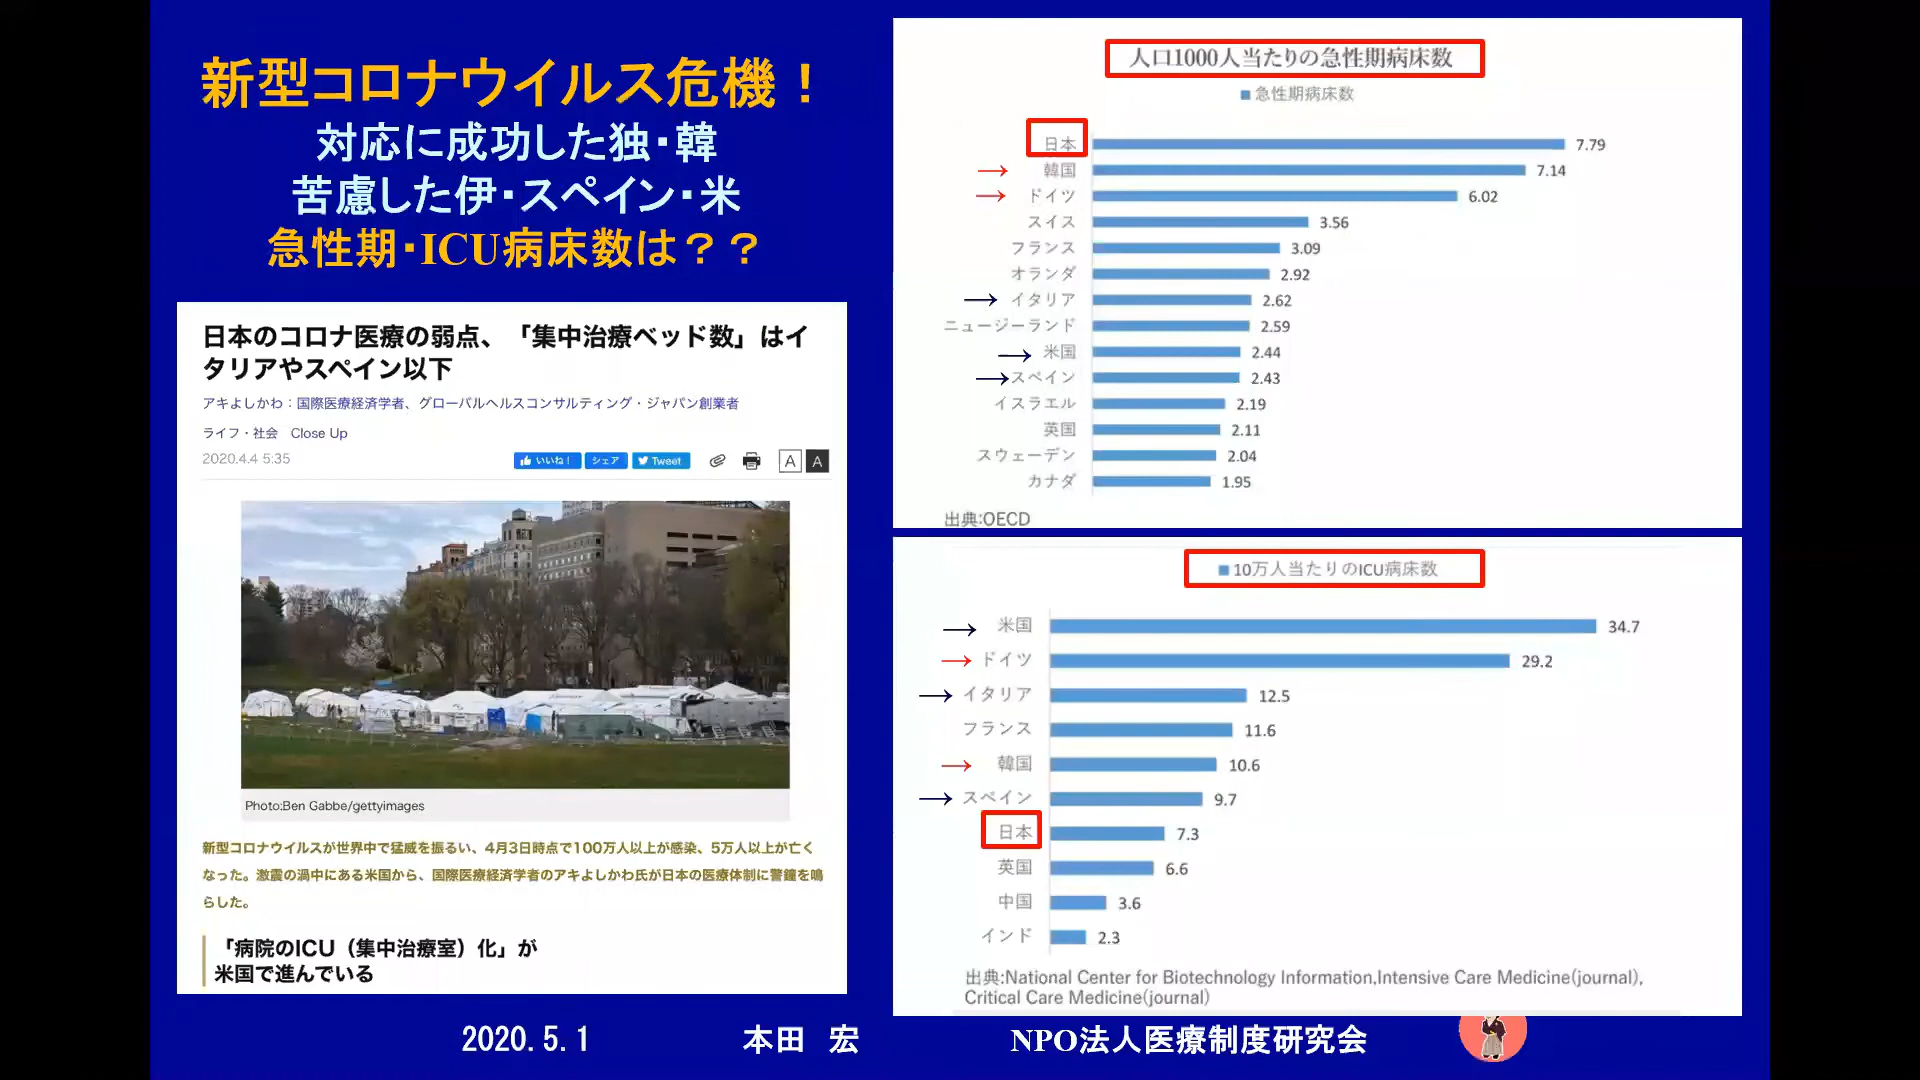 新型コロナウイルス危機！
対応に成功した独・韓
苦慮した伊・スペイン・米
急性期・ICU病床数は？？
日本のコロナ医療の弱点、「集中治療ベッド数」はイ
タリアやスペイン以下
アキよしかわ：国際医療経済学者、グローバルヘルスコンサルティング・ジャパン創業者
ライフ・社会 Close Up
2020.4.4 5:35
いいね！ シェア Tweet A A
Photo:Ben Gabbe/gettyimages
新型コロナウイルスが世界中で猛威を振るい、4月3日時点で100万人以上が感染、5万人以上が亡く
なった。激震の渦中にある米国から、国際医療経済学者のアキよしかわ氏が日本の医療体制に警鐘を鳴
らした。
「病院のICU（集中治療室）化」が
米国で進んでいる
人口1000人当たりの急性期病床数
■急性期病床数
日本 7.79
→ 韓国 7.14
→ ドイツ 6.02
スイス 3.56
フランス 3.09
オランダ 2.92
→ イタリア 2.62
ニュージーランド 2.59
→ 米国 2.44
→ スペイン 2.43
イスラエル 2.19
英国 2.11
スウェーデン 2.04
カナダ 1.95
出典:OECD
■10万人当たりのICU病床数
→ 米国 34.7
→ ドイツ 29.2
→ イタリア 12.5
フランス 11.6
→ 韓国 10.6
→ スペイン 9.7
日本 7.3
英国 6.6
中国 3.6
インド 2.3
出典:National Center for Biotechnology Information,Intensive Care Medicine(journal),
Critical Care Medicine(journal)
2020.5.1 本田 宏 NPO法人医療制度研究会